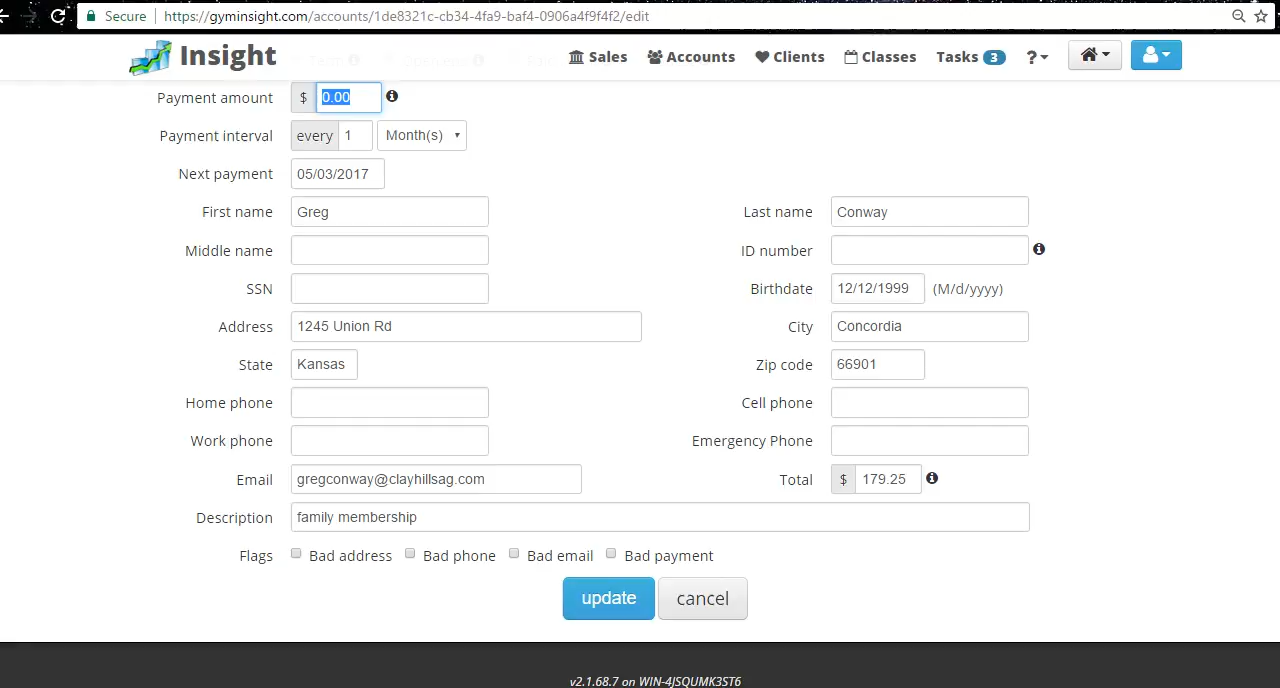 Secure https://gyminsight.com/accounts/1de8321c-cb34-4fa9-baf4-0906a4f9f4f2/edit
Insight Sales Accounts Clients Classes Tasks 3 ?
Payment amount $ 0.00
Payment interval every 1 Month(s)
Next payment 05/03/2017
First name Greg Last name Conway
Middle name ID number
SSN Birthdate 12/12/1999 (M/d/yyyy)
Address 1245 Union Rd City Concordia
State Kansas Zip code 66901
Home phone Cell phone
Work phone Emergency Phone
Email gregconway@clayhillsag.com Total $ 179.25
Description family membership
Flags Bad address Bad phone Bad email Bad payment
update cancel
v2.1.68.7 on WIN-4JSQUMK3ST6